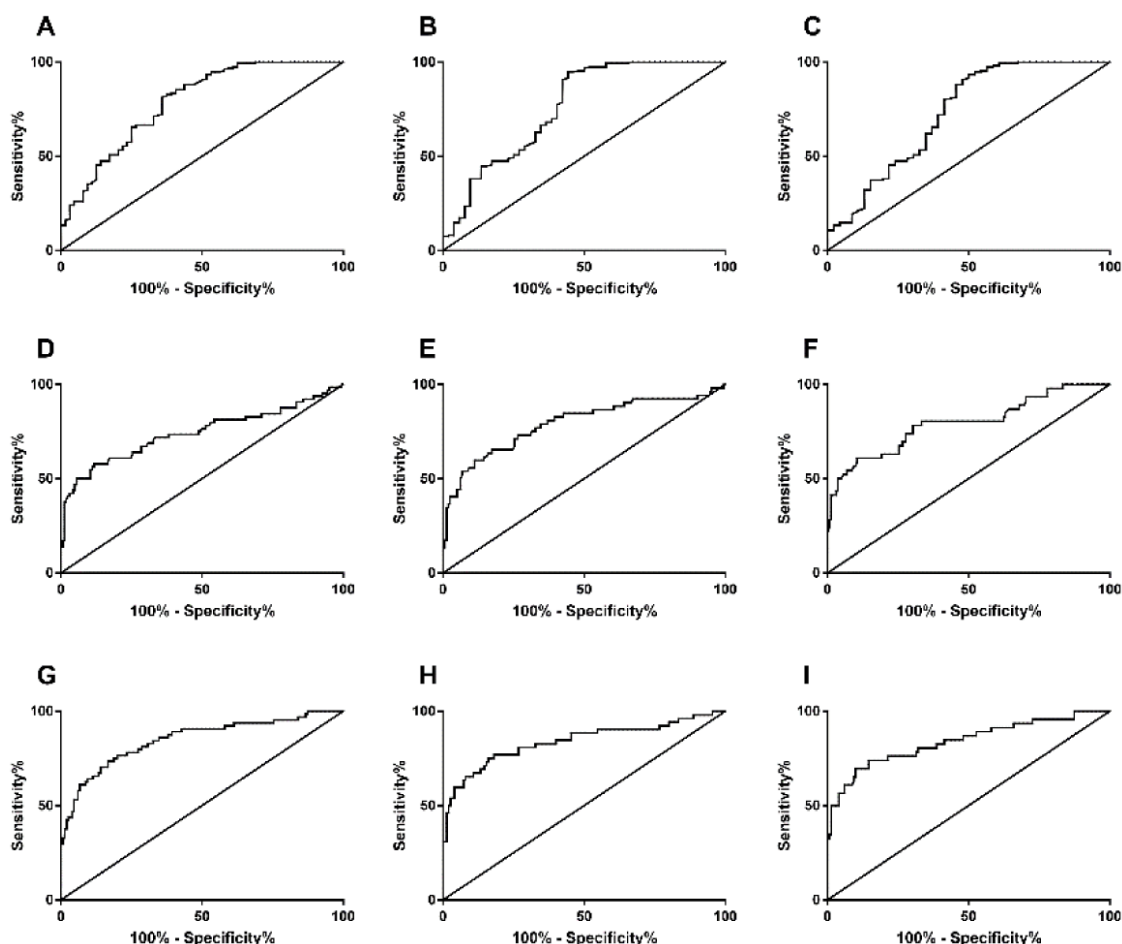 A B C
100 100 100
Sensitivity% Sensitivity% Sensitivity%
50 50 50
0 0 0
0 50 100 0 50 100 0 50 100
100% - Specificity% 100% - Specificity% 100% - Specificity%
D E F
100 100 100
Sensitivity% Sensitivity% Sensitivity%
50 50 50
0 0 0
0 50 100 0 50 100 0 50 100
100% - Specificity% 100% - Specificity% 100% - Specificity%
G H I
100 100 100
Sensitivity% Sensitivity% Sensitivity%
50 50 50
0 0 0
0 50 100 0 50 100 0 50 100
100% - Specificity% 100% - Specificity% 100% - Specificity%